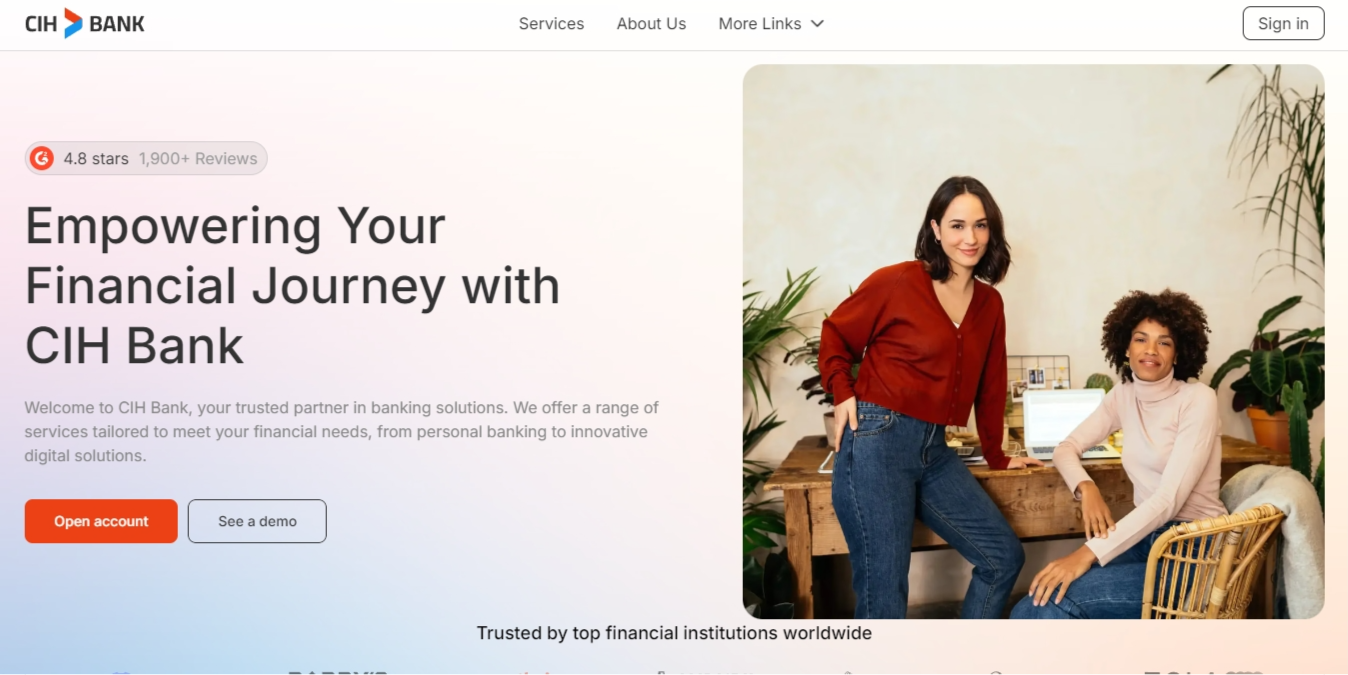 CIH BANK
Services
About Us
More Links
Sign in
4.8 stars 1,900+ Reviews
Empowering Your
Financial Journey with
CIH Bank
Welcome to CIH Bank, your trusted partner in banking solutions. We offer a range of
services tailored to meet your financial needs, from personal banking to innovative
digital solutions.
Open account
See a demo
Trusted by top financial institutions worldwide